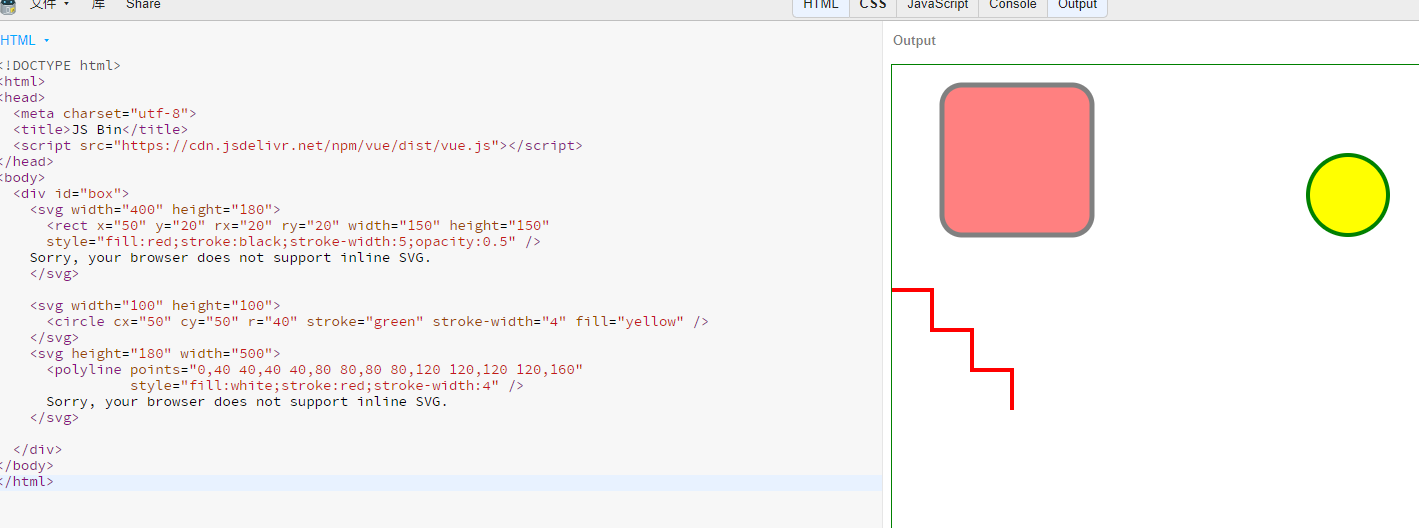 文件 库 Share HTML CSS JavaScript Console Output
HTML
Output
<!DOCTYPE html>
<html>
<head>
<meta charset="utf-8">
<title>JS Bin</title>
<script src="https://cdn.jsdelivr.net/npm/vue/dist/vue.js"></script>
</head>
<body>
<div id="box">
<svg width="400" height="180">
<rect x="50" y="20" rx="20" ry="20" width="150" height="150"
style="fill:red;stroke:black;stroke-width:5;opacity:0.5" />
Sorry, your browser does not support inline SVG.
</svg>
<svg width="100" height="100">
<circle cx="50" cy="50" r="40" stroke="green" stroke-width="4" fill="yellow" />
</svg>
<svg height="180" width="500">
<polyline points="0,40 40,40 40,80 80,80 80,120 120,120 120,160"
style="fill:white;stroke:red;stroke-width:4" />
Sorry, your browser does not support inline SVG.
</svg>
</div>
</body>
</html>